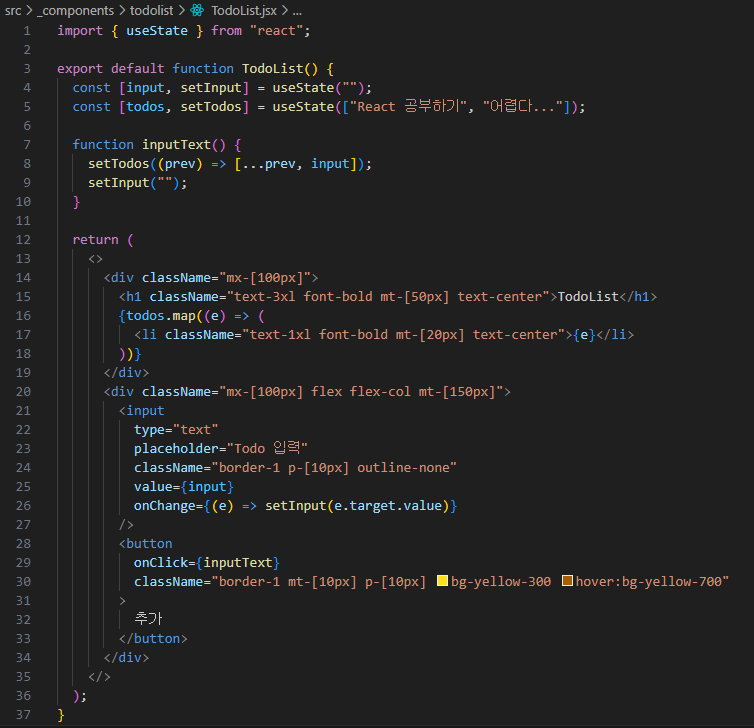 src > _components > todolist > TodoList.jsx > ...
1 import { useState } from "react";
2
3 export default function TodoList() {
4   const [input, setInput] = useState("");
5   const [todos, setTodos] = useState(["React 공부하기", "어렵다..."]);
6
7   function inputText() {
8     setTodos((prev) => [...prev, input]);
9     setInput("");
10   }
11
12   return (
13     <>
14       <div className="mx-[100px]">
15         <h1 className="text-3xl font-bold mt-[50px] text-center">TodoList</h1>
16         {todos.map((e) => (
17           <li className="text-1xl font-bold mt-[20px] text-center">{e}</li>
18         ))}
19       </div>
20       <div className="mx-[100px] flex flex-col mt-[150px]">
21         <input
22           type="text"
23           placeholder="Todo 입력"
24           className="border-1 p-[10px] outline-none"
25           value={input}
26           onChange={(e) => setInput(e.target.value)}
27         />
28         <button
29           onClick={inputText}
30           className="border-1 mt-[10px] p-[10px] bg-yellow-300 hover:bg-yellow-700"
31         >
32           추가
33         </button>
34       </div>
35     </>
36   );
37 }